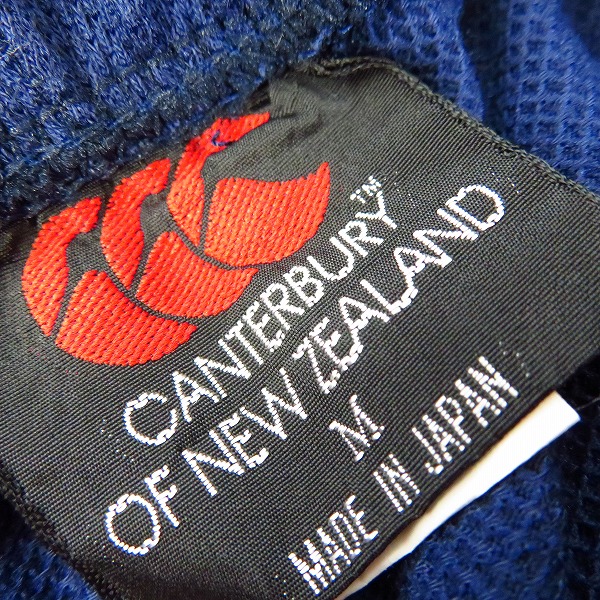 CANTERBURY™
OF NEW ZEALAND
M
MADE IN JAPAN